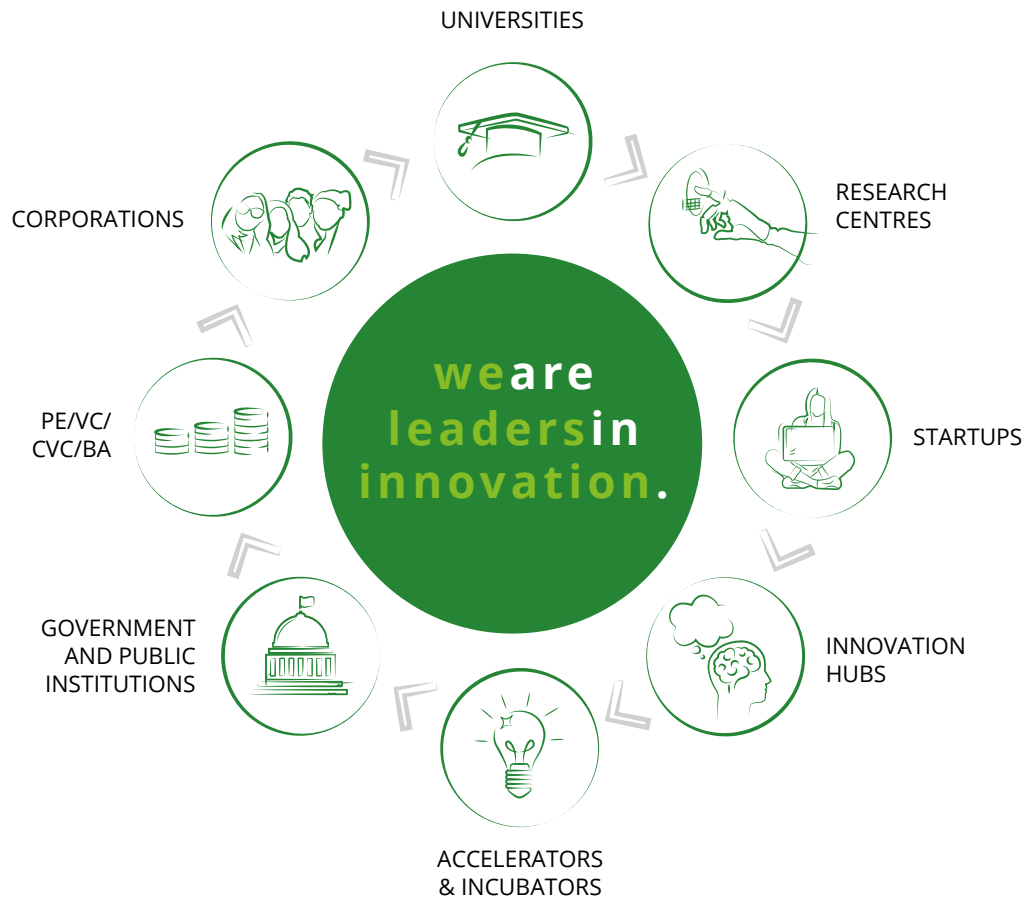 UNIVERSITIES
RESEARCH
CENTRES
STARTUPS
INNOVATION
HUBS
ACCELERATORS
& INCUBATORS
GOVERNMENT
AND PUBLIC
INSTITUTIONS
PE/VC/
CVC/BA
CORPORATIONS
weare
leadersin
innovation.